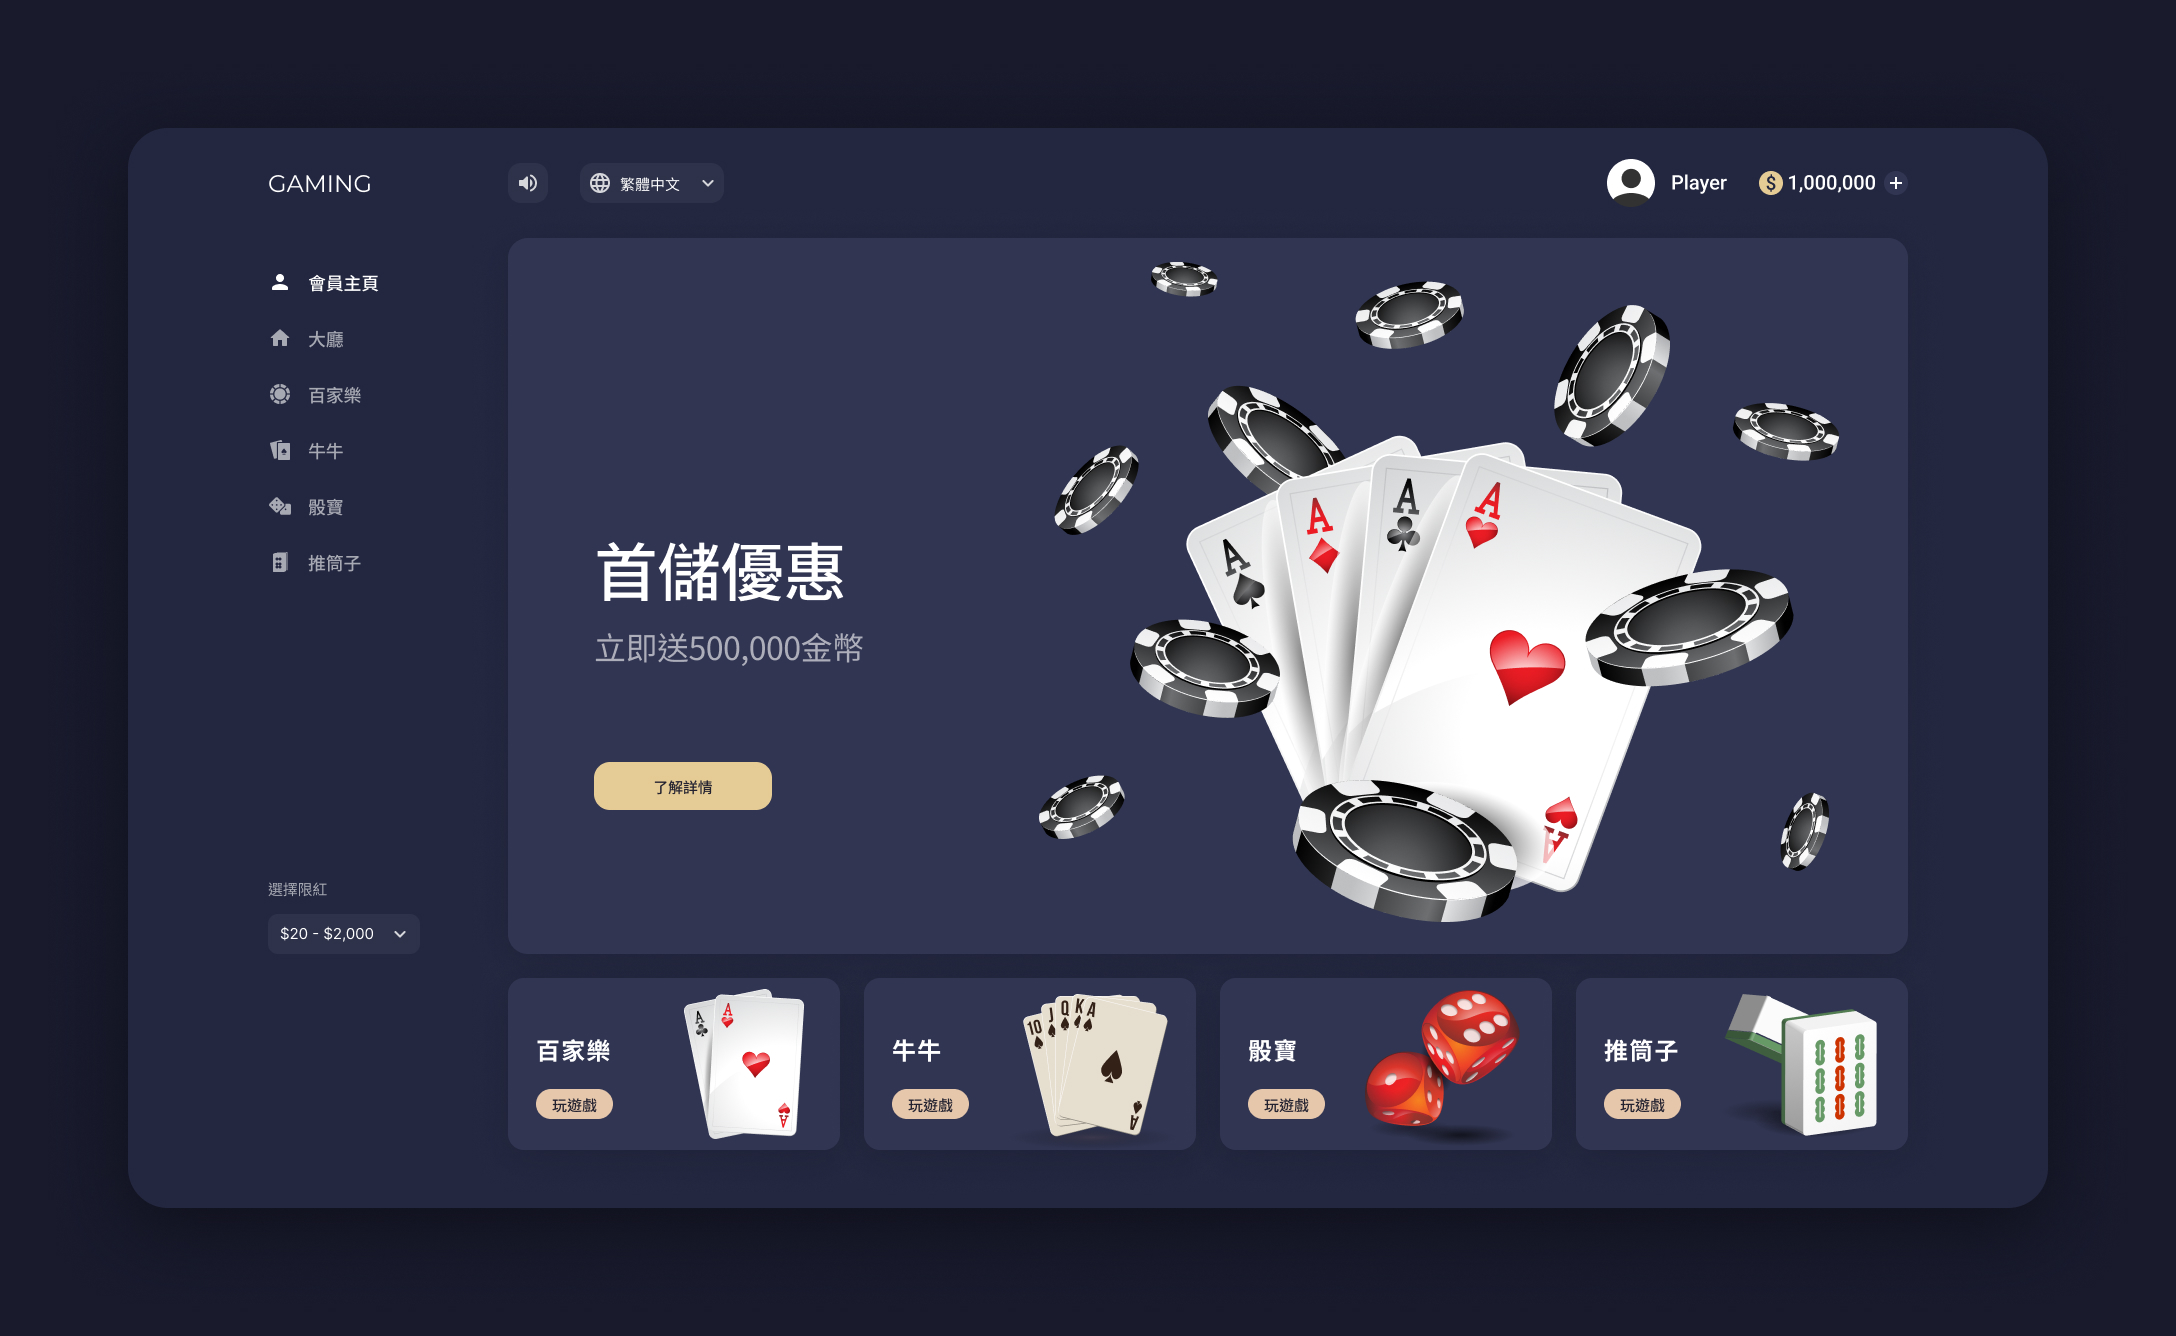 GAMING
繁體中文
Player
$ 1,000,000 +
會員主頁
大廳
百家樂
牛牛
骰寶
推筒子
選擇限紅
$20 - $2,000
首儲優惠
立即送500,000金幣
了解詳情
A
A
A
A
A
百家樂
玩遊戲
A
A
A
牛牛
玩遊戲
10 J Q K A
A
骰寶
玩遊戲
推筒子
玩遊戲